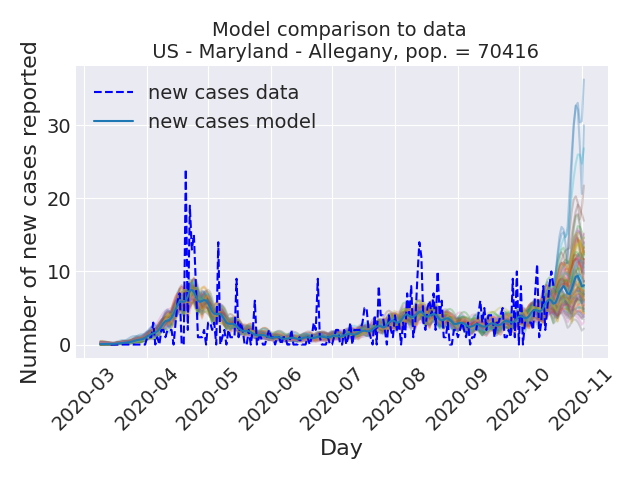 Model comparison to data
US - Maryland - Allegany, pop. = 70416
Number of new cases reported
30
20
10
0
new cases data
new cases model
2020-03
2020-04
2020-05
2020-06
2020-07
2020-08
2020-09
2020-10
2020-11
Day